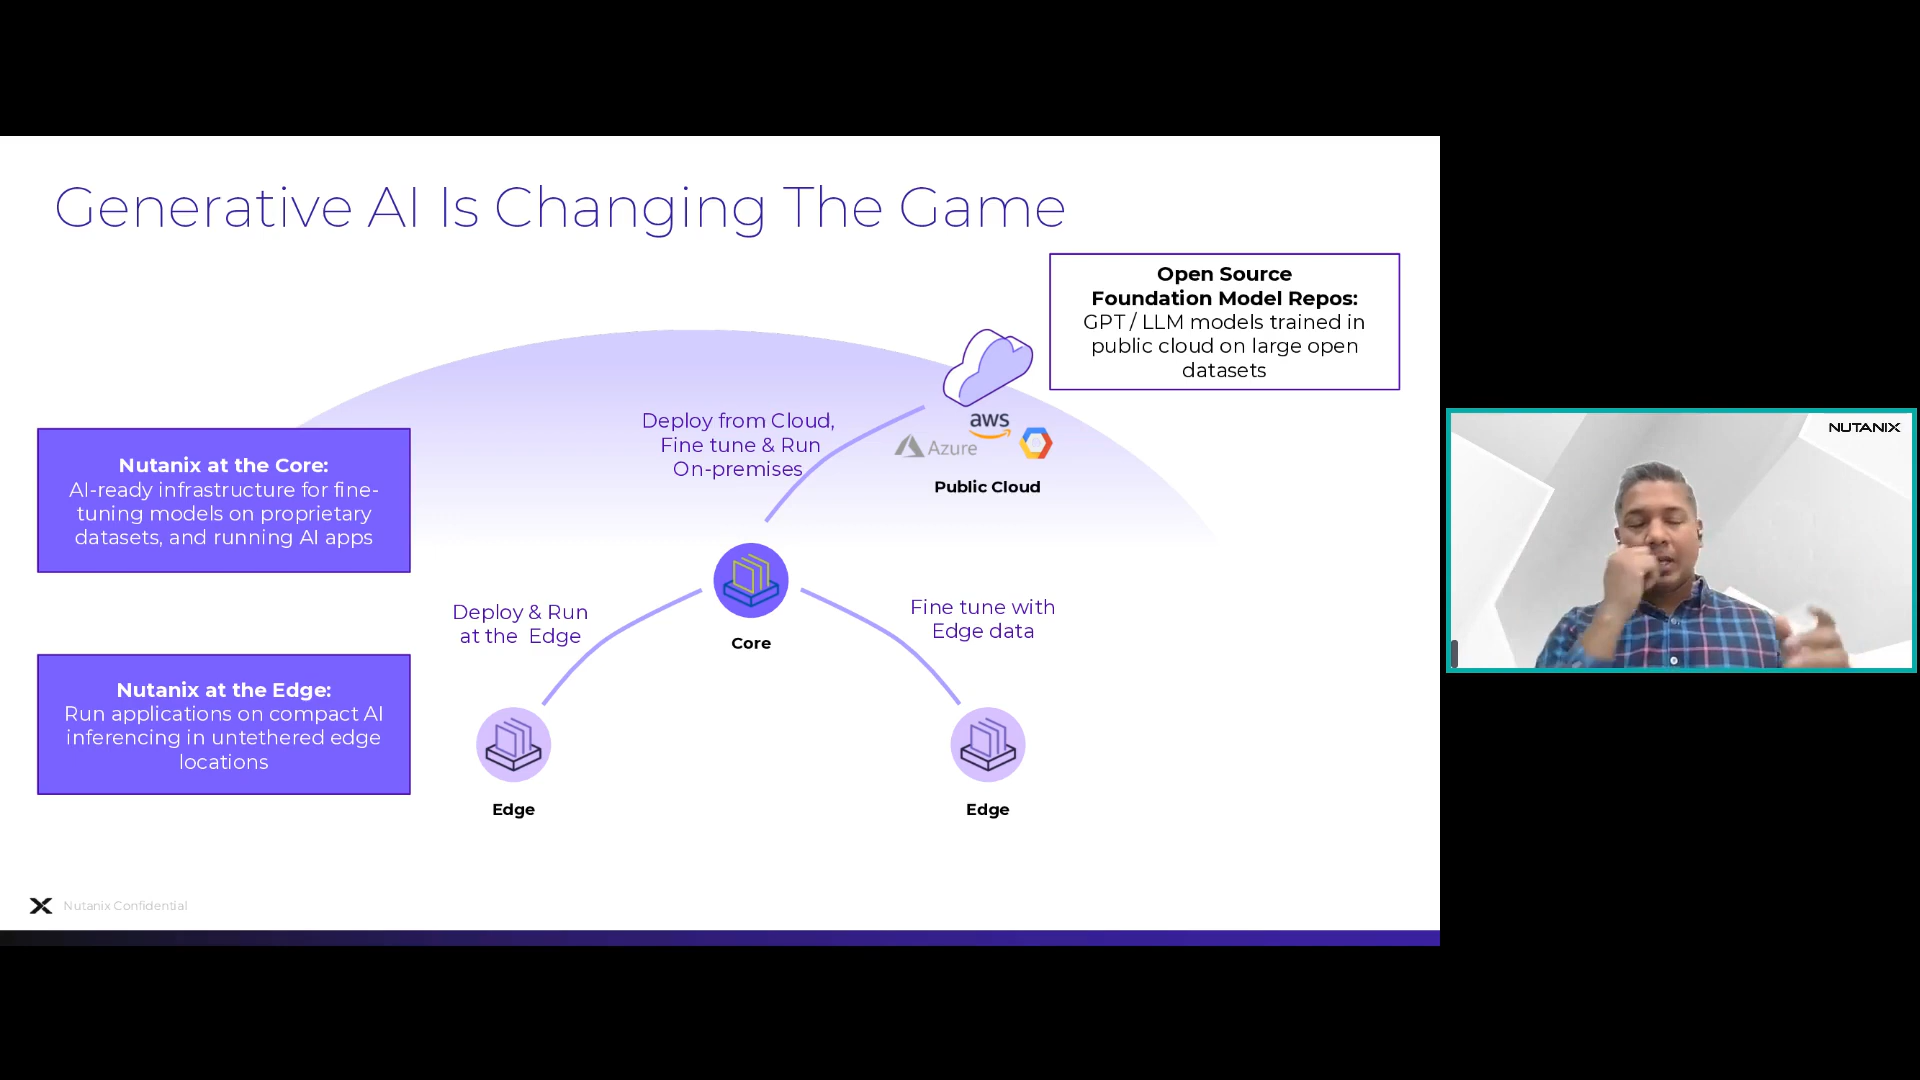 Generative AI Is Changing The Game
Open Source
Foundation Model Repos:
GPT / LLM models trained in
public cloud on large open
datasets
Deploy from Cloud,
Fine tune & Run
On-premises
aws
Azure
Public Cloud
Nutanix at the Core:
AI-ready infrastructure for fine-
tuning models on proprietary
datasets, and running AI apps
Core
Deploy & Run
at the Edge
Fine tune with
Edge data
Nutanix at the Edge:
Run applications on compact AI
inferencing in untethered edge
locations
Edge
Edge
Nutanix Confidential
NUTANIX